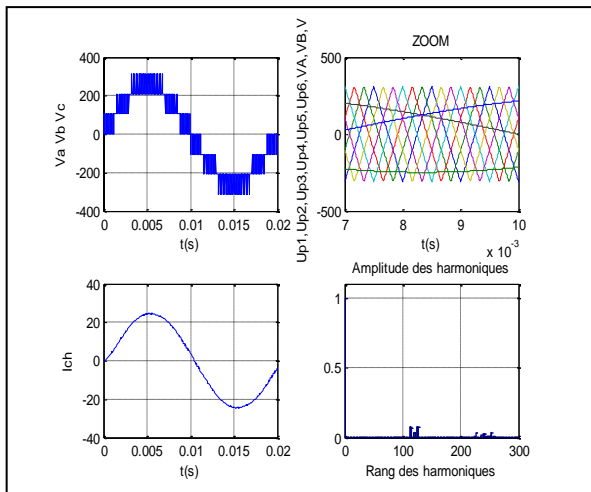 400
200
0
-200
-400
Va Vb Vc
0 0.005 0.01 0.015 0.02
t(s)
ZOOM
500
0
-500
Up1,Up2,Up3,Up4,Up5,Up6,VA,VB,V
7 8 9 10
t(s)
x 10⁻³
40
20
0
-20
-40
Ich
0 0.005 0.01 0.015 0.02
t(s)
Amplitude des harmoniques
1
0.5
0
0 100 200 300
Rang des harmoniques